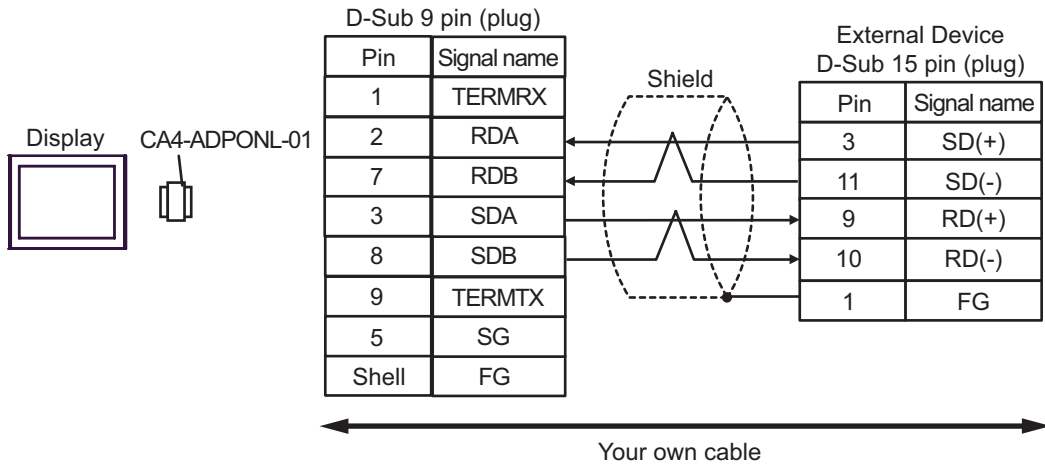 D-Sub 9 pin (plug)
Pin Signal name
1 TERMRX
2 RDA
7 RDB
3 SDA
8 SDB
9 TERMTX
5 SG
Shell FG
Display
CA4-ADPONL-01
Shield
External Device
D-Sub 15 pin (plug)
Pin Signal name
3 SD(+)
11 SD(-)
9 RD(+)
10 RD(-)
1 FG
Your own cable